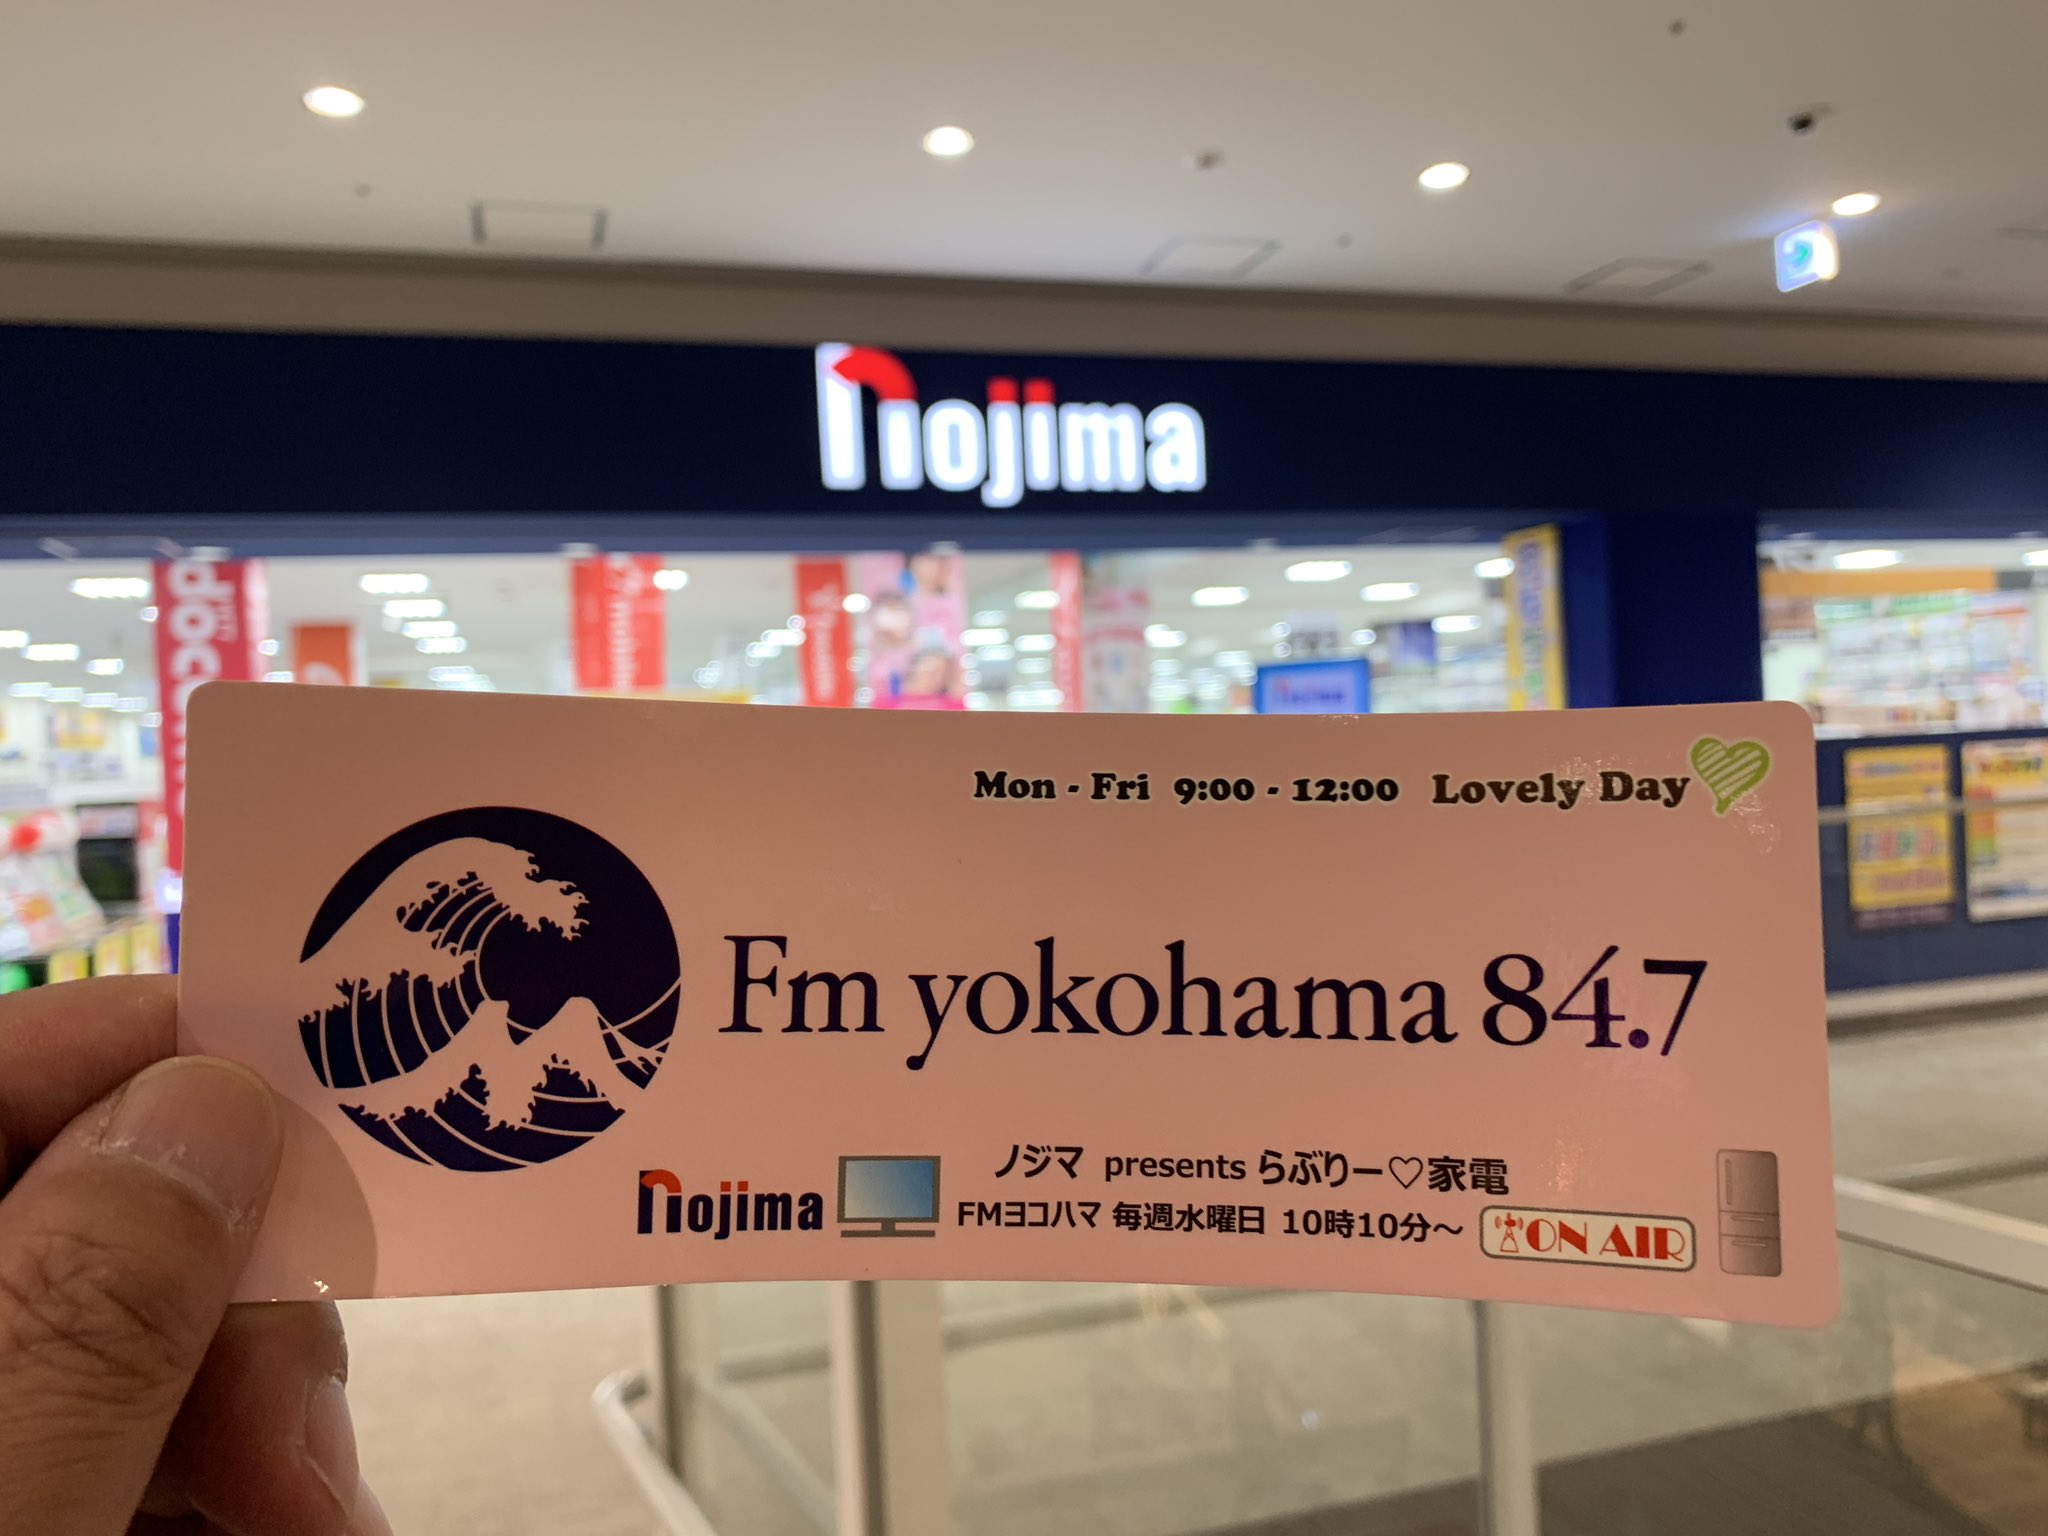 nojima
döcomo
nojima
Mon - Fri 9:00 - 12:00 Lovely Day
Fm yokohama 84.7
ノジマ presents らぶりー♡家電
nojima
FMヨコハマ 毎週水曜日 10時10分～
ON AIR